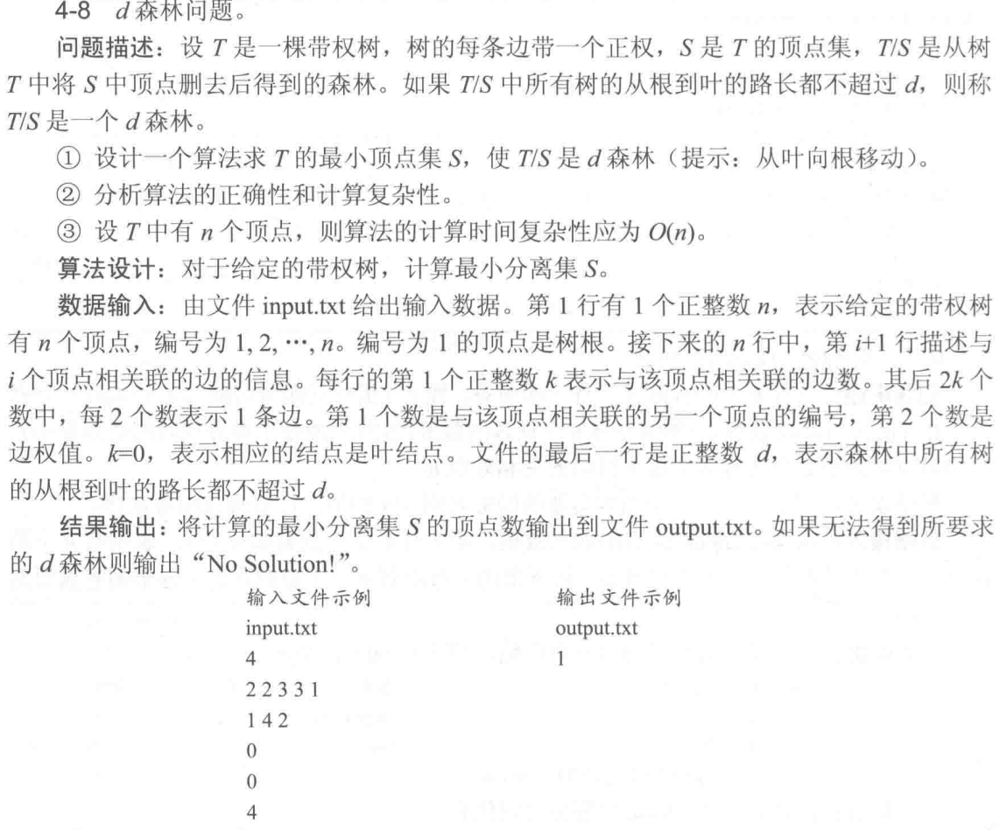 4-8 d 森林问题。
问题描述：设 T 是一棵带权树，树的每条边带一个正权，S 是 T 的顶点集，T/S 是从树
T 中将 S 中顶点删去后得到的森林。如果 T/S 中所有树的从根到叶的路长都不超过 d，则称
T/S 是一个 d 森林。
① 设计一个算法求 T 的最小顶点集 S，使 T/S 是 d 森林（提示：从叶向根移动）。
② 分析算法的正确性和计算复杂性。
③ 设 T 中有 n 个顶点，则算法的计算时间复杂性应为 O(n)。
算法设计：对于给定的带权树，计算最小分离集 S。
数据输入：由文件 input.txt 给出输入数据。第 1 行有 1 个正整数 n，表示给定的带权树
有 n 个顶点，编号为 1, 2, …, n。编号为 1 的顶点是树根。接下来的 n 行中，第 i+1 行描述与
i 个顶点相关联的边的信息。每行的第 1 个正整数 k 表示与该顶点相关联的边数。其后 2k 个
数中，每 2 个数表示 1 条边。第 1 个数是与该顶点相关联的另一个顶点的编号，第 2 个数是
边权值。k=0，表示相应的结点是叶结点。文件的最后一行是正整数 d，表示森林中所有树
的从根到叶的路长都不超过 d。
结果输出：将计算的最小分离集 S 的顶点数输出到文件 output.txt。如果无法得到所要求
的 d 森林则输出“No Solution!”。
输入文件示例 输出文件示例
input.txt output.txt
4 1
2 2 3 3 1
1 4 2
0
0
4